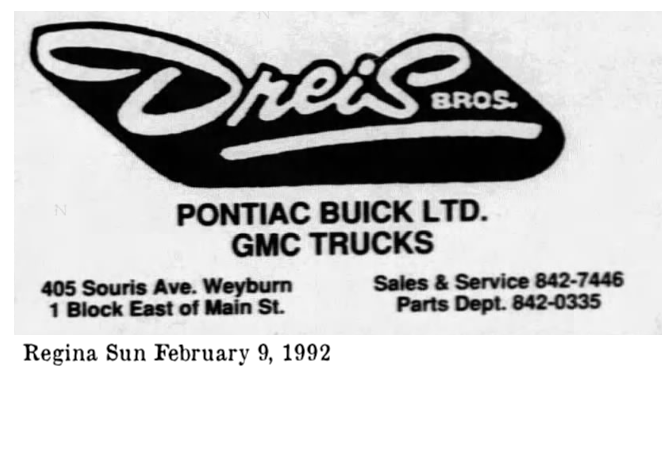 Dreis BROS.
PONTIAC BUICK LTD.
GMC TRUCKS
405 Souris Ave. Weyburn
1 Block East of Main St.
Sales & Service 842-7446
Parts Dept. 842-0335
Regina Sun February 9, 1992